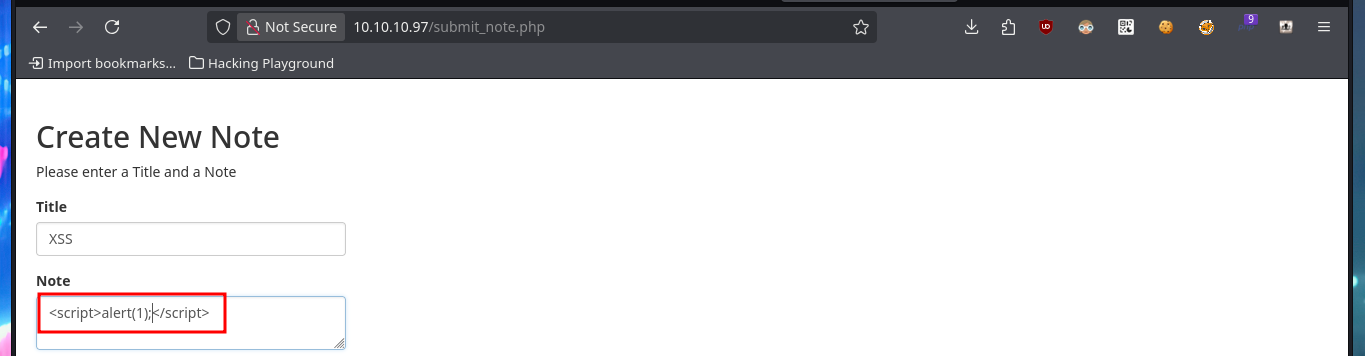 Not Secure 10.10.10.97/submit_note.php 9
Import bookmarks... Hacking Playground
Create New Note
Please enter a Title and a Note
Title
XSS
Note
<script>alert(1);</script>